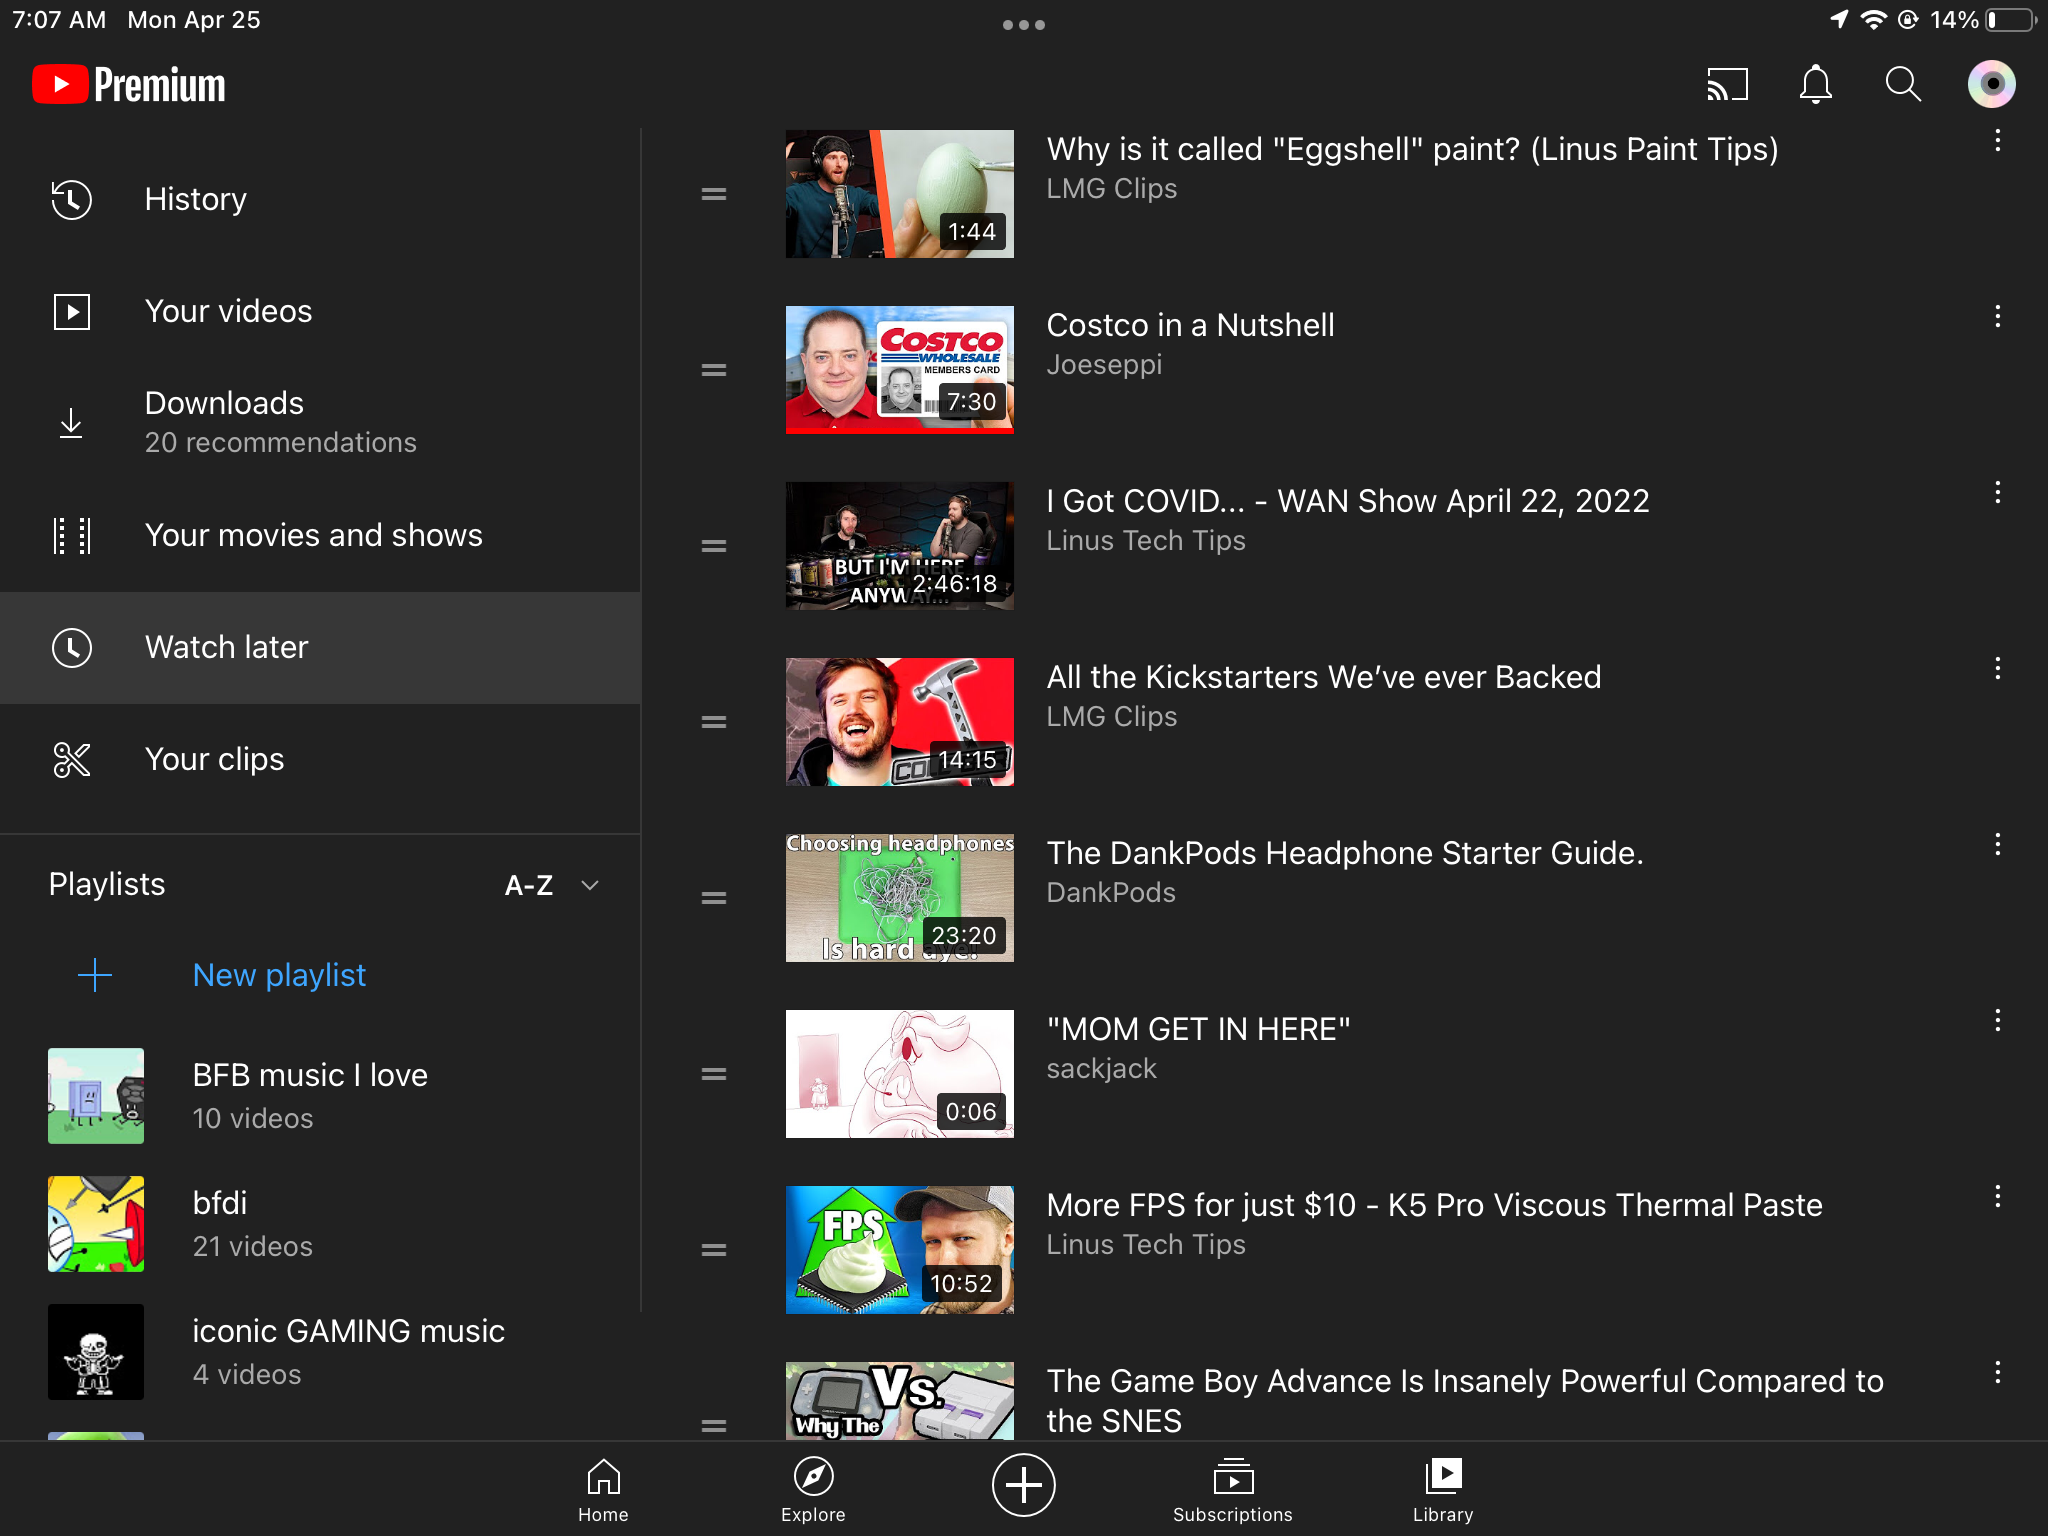 7:07 AM Mon Apr 25
14%
Premium
History
Your videos
Downloads
20 recommendations
Your movies and shows
Watch later
Your clips
Playlists
A-Z
New playlist
BFB music I love
10 videos
bfdi
21 videos
iconic GAMING music
4 videos
1:44
Why is it called "Eggshell" paint? (Linus Paint Tips)
LMG Clips
COSTCO
WHOLESALE
MEMBERS CARD
7:30
Costco in a Nutshell
Joeseppi
BUT I'M HERE
ANYWAY...
2:46:18
I Got COVID... - WAN Show April 22, 2022
Linus Tech Tips
14:15
All the Kickstarters We’ve ever Backed
LMG Clips
Choosing headphones
Is hard aye!
23:20
The DankPods Headphone Starter Guide.
DankPods
0:06
"MOM GET IN HERE"
sackjack
FPS
10:52
More FPS for just $10 - K5 Pro Viscous Thermal Paste
Linus Tech Tips
Vs.
Why The
The Game Boy Advance Is Insanely Powerful Compared to
the SNES
Home
Explore
Subscriptions
Library